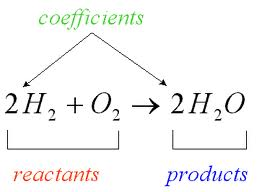 coefficients
2H₂ + O₂ → 2H₂O
reactants products